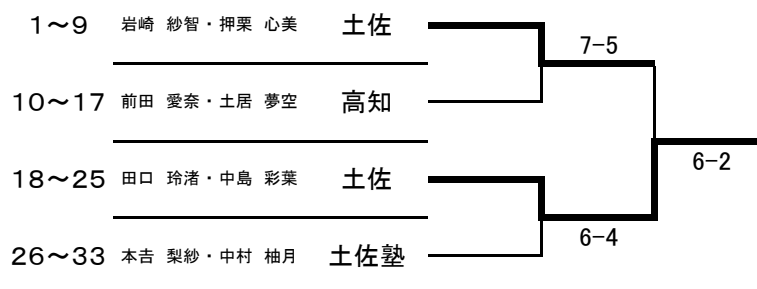 1～9 岩崎 紗智・押栗 心美 土佐
7-5
10～17 前田 愛奈・土居 夢空 高知
6-2
18～25 田口 玲渚・中島 彩葉 土佐
6-4
26～33 本吉 梨紗・中村 柚月 土佐塾